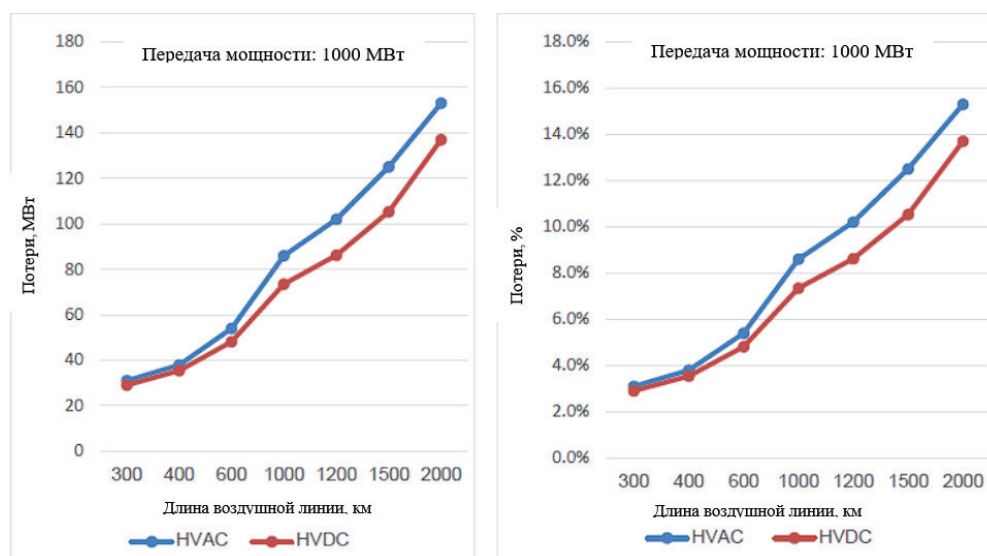 Передача мощности: 1000 МВт
180
160
140
120
100
80
60
40
20
0
Потери, МВт
300 400 600 1000 1200 1500 2000
Длина воздушной линии, км
HVAC HVDC
Передача мощности: 1000 МВт
18.0%
16.0%
14.0%
12.0%
10.0%
8.0%
6.0%
4.0%
2.0%
0.0%
Потери, %
300 400 600 1000 1200 1500 2000
Длина воздушной линии, км
HVAC HVDC